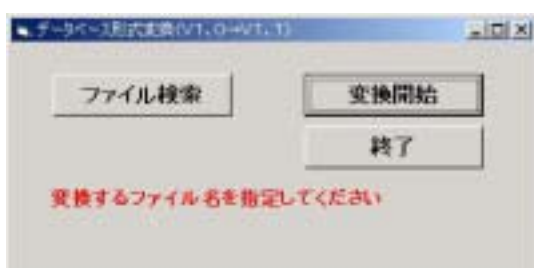 データベース形式変換(V1.0→V1.1)
ファイル検索
変換開始
終了
変換するファイル名を指定してください